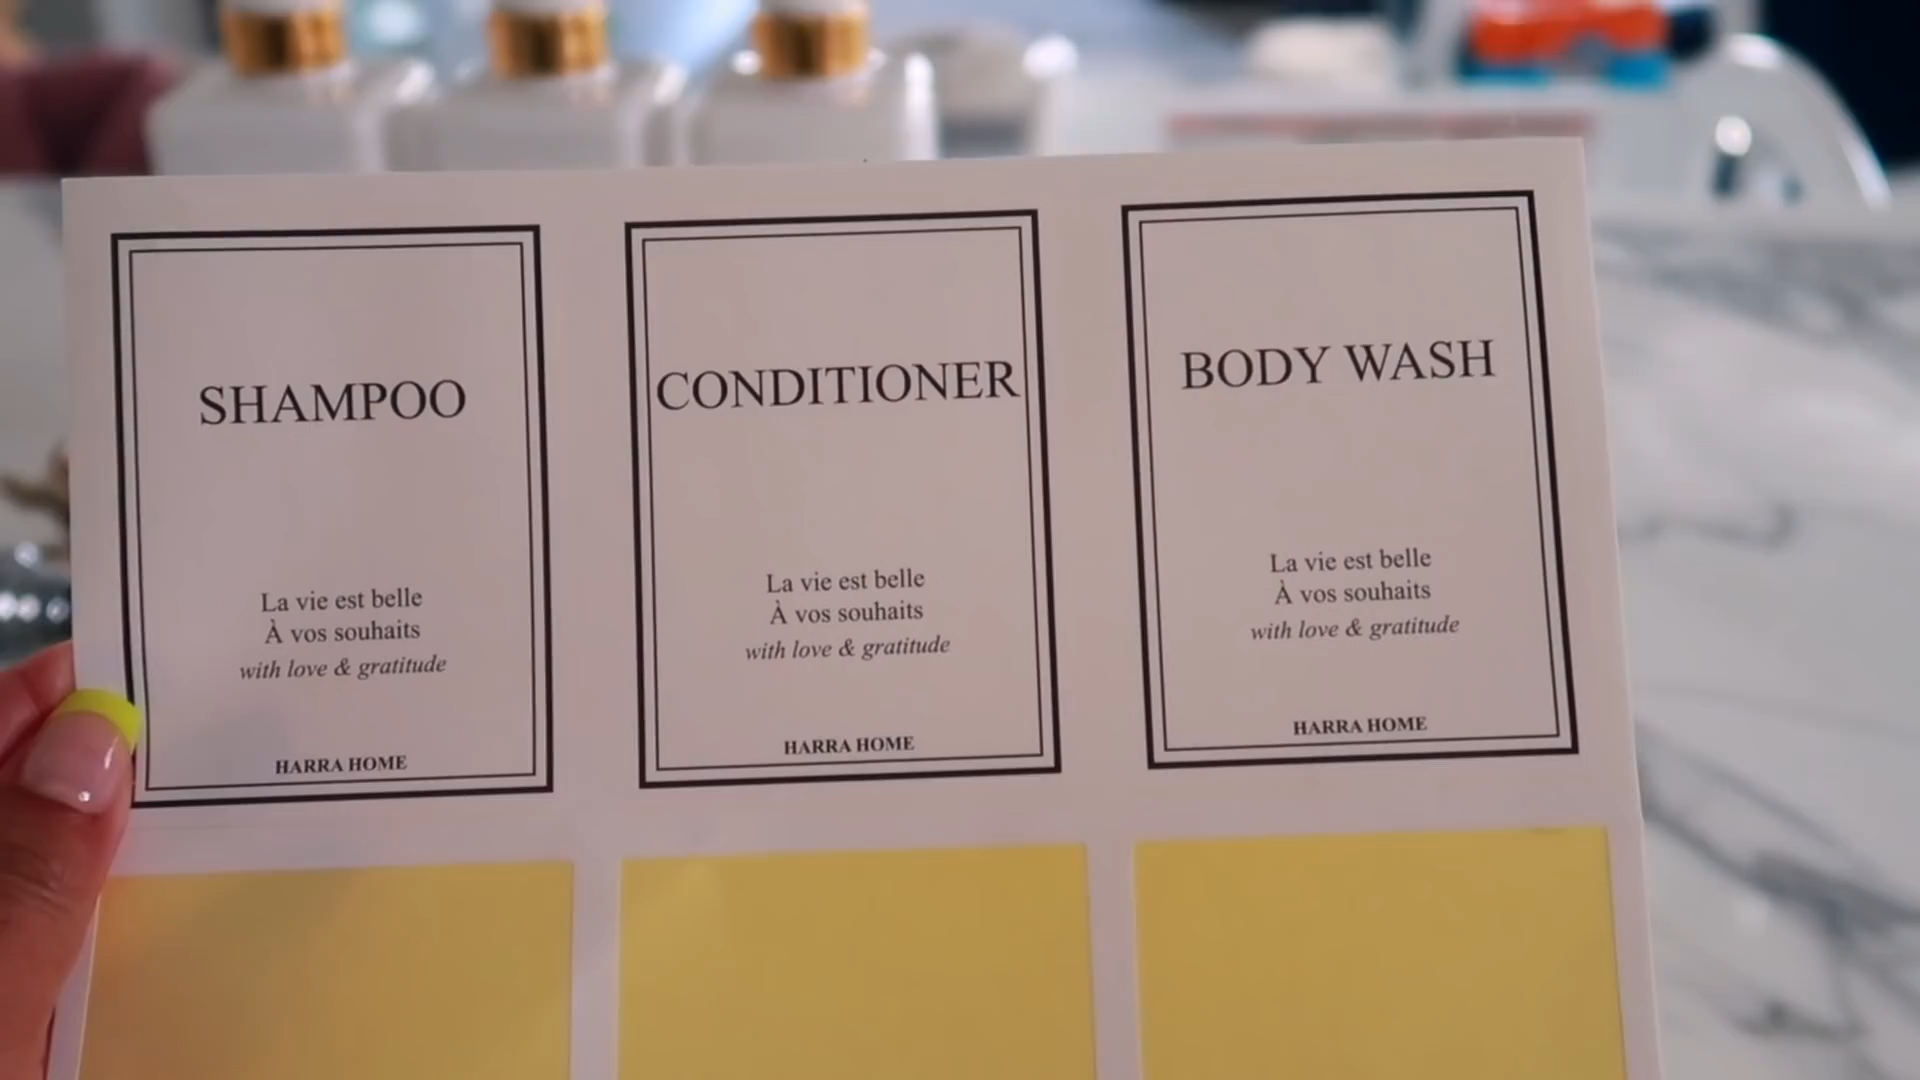 SHAMPOO
La vie est belle
À vos souhaits
with love & gratitude
HARRA HOME
CONDITIONER
La vie est belle
À vos souhaits
with love & gratitude
HARRA HOME
BODY WASH
La vie est belle
À vos souhaits
with love & gratitude
HARRA HOME